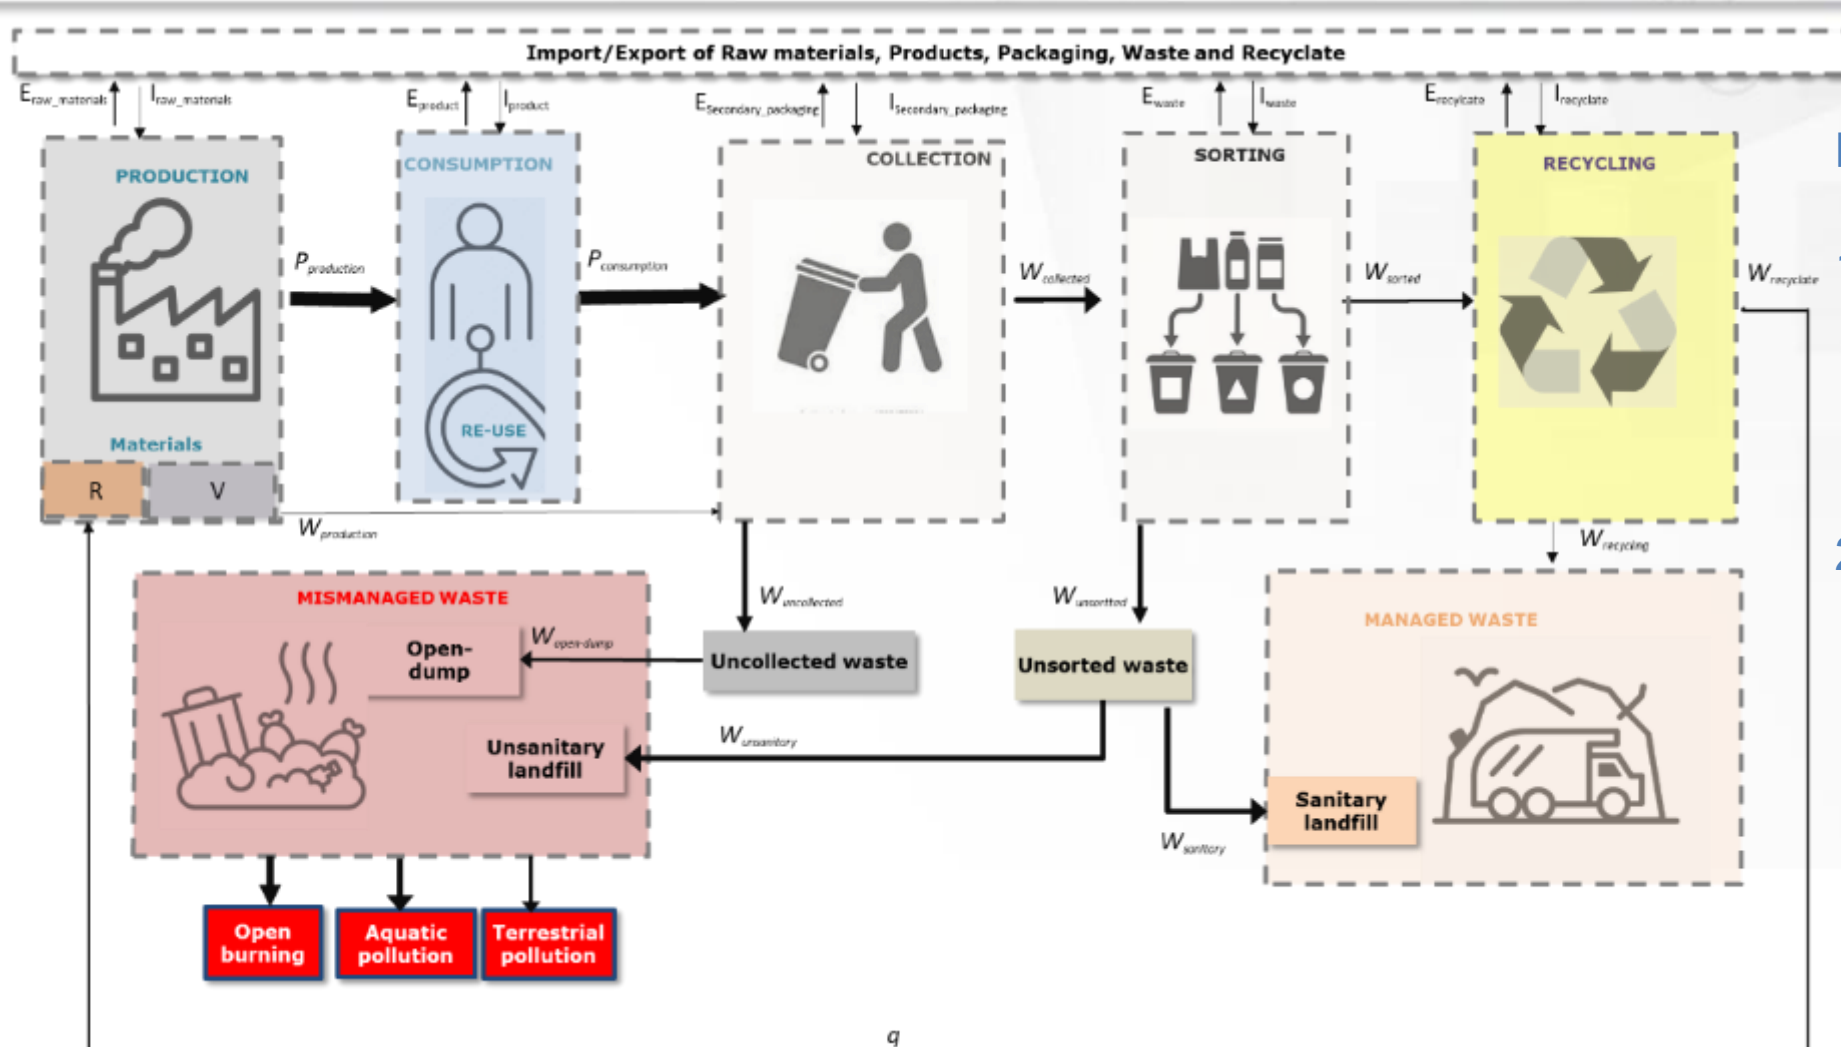 Import/Export of Raw materials, Products, Packaging, Waste and Recyclate
Eraw_materials
Iraw_materials
Eproduct
Iproduct
ESecondary_packaging
ISecondary_packaging
Ewaste
Iwaste
Erecylcate
Irecyclate
PRODUCTION
CONSUMPTION
COLLECTION
SORTING
RECYCLING
Pproduction
Pconsumption
Wcollected
Wsorted
Wrecyclate
RE-USE
Materials
R
V
Wproduction
Wrecycling
MISMANAGED WASTE
Wuncollected
Wunsortted
MANAGED WASTE
Open-
dump
Wopen-dump
Uncollected waste
Unsorted waste
Unsanitary
landfill
Wunsanitary
Sanitary
landfill
Wsanitary
Open
burning
Aquatic
pollution
Terrestrial
pollution
q